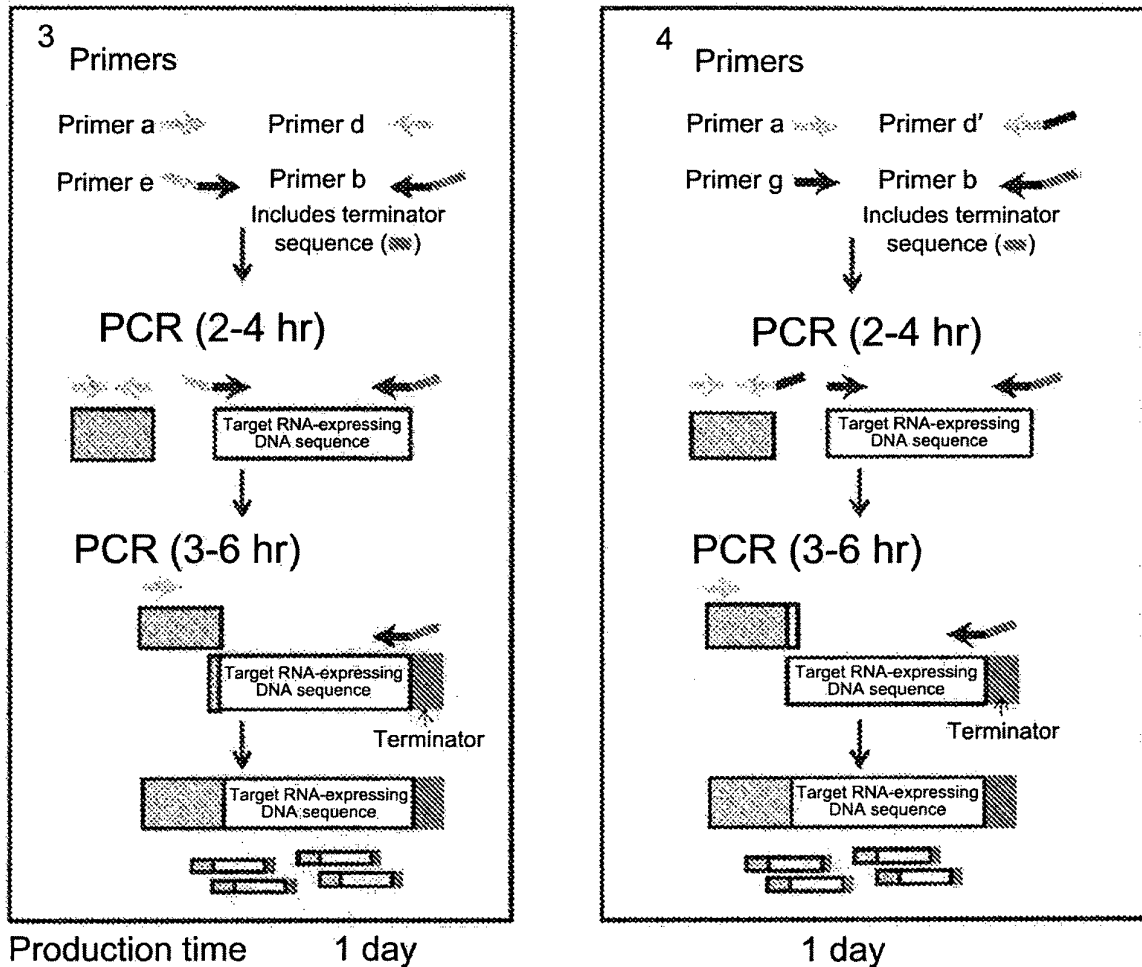 3
Primers
Primer a
Primer d
Primer e
Primer b
Includes terminator
sequence ( )
PCR (2-4 hr)
Target RNA-expressing
DNA sequence
PCR (3-6 hr)
Target RNA-expressing
DNA sequence
Terminator
Target RNA-expressing
DNA sequence
4
Primers
Primer a
Primer d'
Primer g
Primer b
Includes terminator
sequence ( )
PCR (2-4 hr)
Target RNA-expressing
DNA sequence
PCR (3-6 hr)
Target RNA-expressing
DNA sequence
Terminator
Target RNA-expressing
DNA sequence
Production time 1 day
1 day